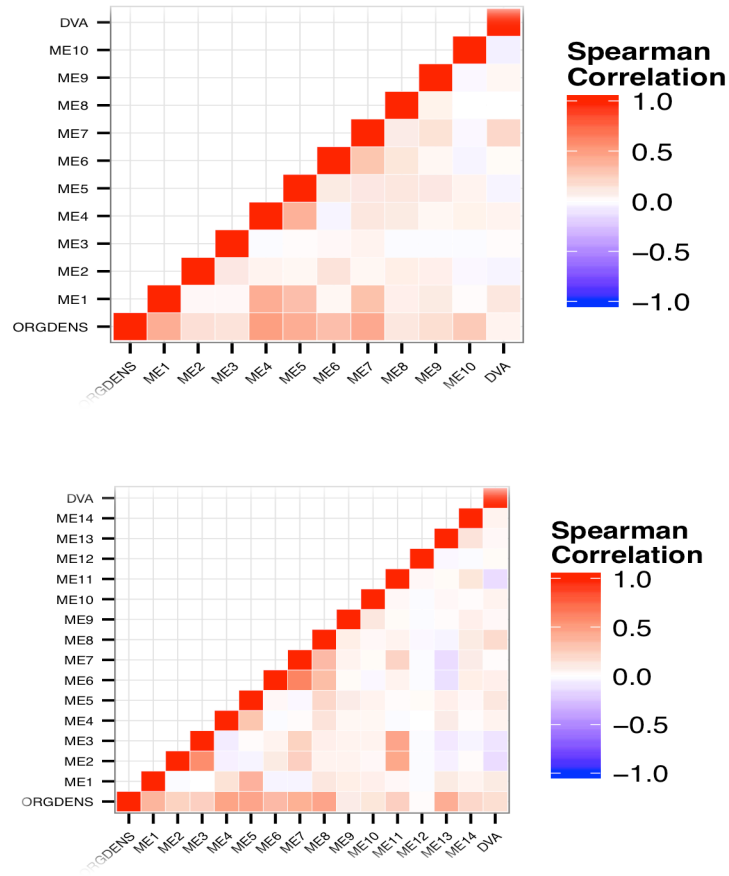 DVA
ME10
ME9
ME8
ME7
ME6
ME5
ME4
ME3
ME2
ME1
ORGDENS
ORGDENS ME1 ME2 ME3 ME4 ME5 ME6 ME7 ME8 ME9 ME10 DVA
Spearman
Correlation
1.0
0.5
0.0
−0.5
−1.0
DVA
ME14
ME13
ME12
ME11
ME10
ME9
ME8
ME7
ME6
ME5
ME4
ME3
ME2
ME1
ORGDENS
ORGDENS ME1 ME2 ME3 ME4 ME5 ME6 ME7 ME8 ME9 ME10 ME11 ME12 ME13 ME14 DVA
Spearman
Correlation
1.0
0.5
0.0
−0.5
−1.0